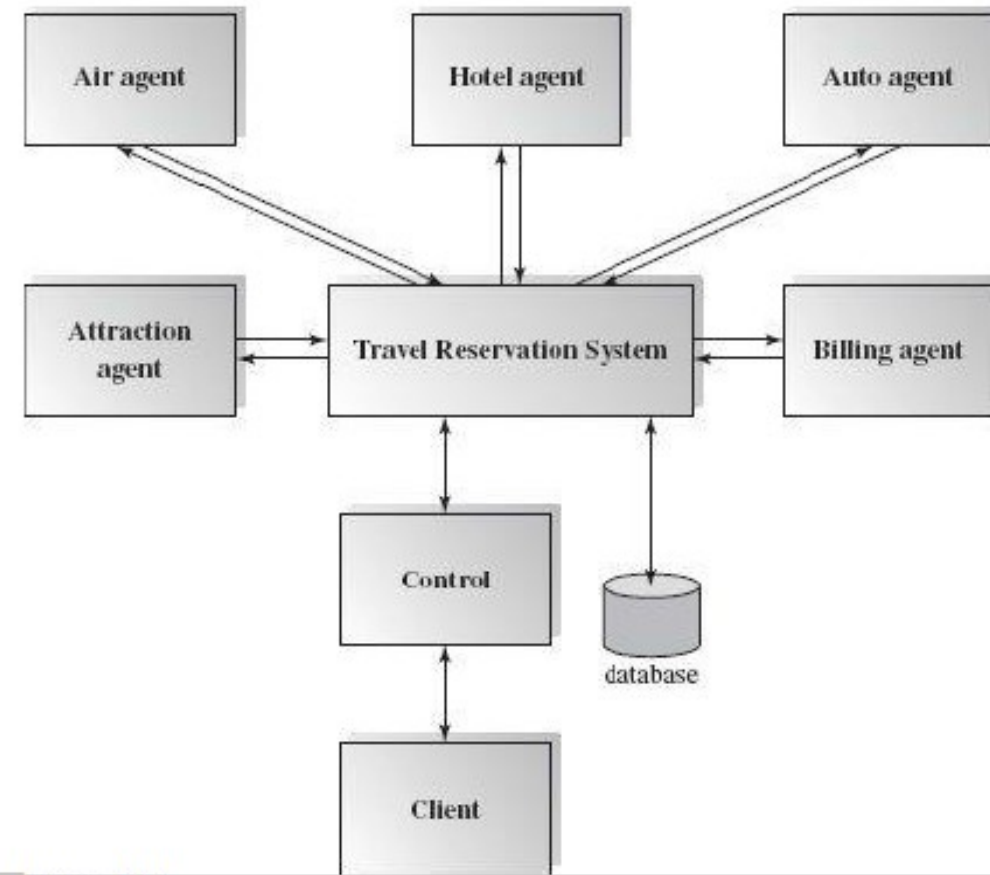 Air agent
Hotel agent
Auto agent
Attraction
agent
Travel Reservation System
Billing agent
Control
database
Client